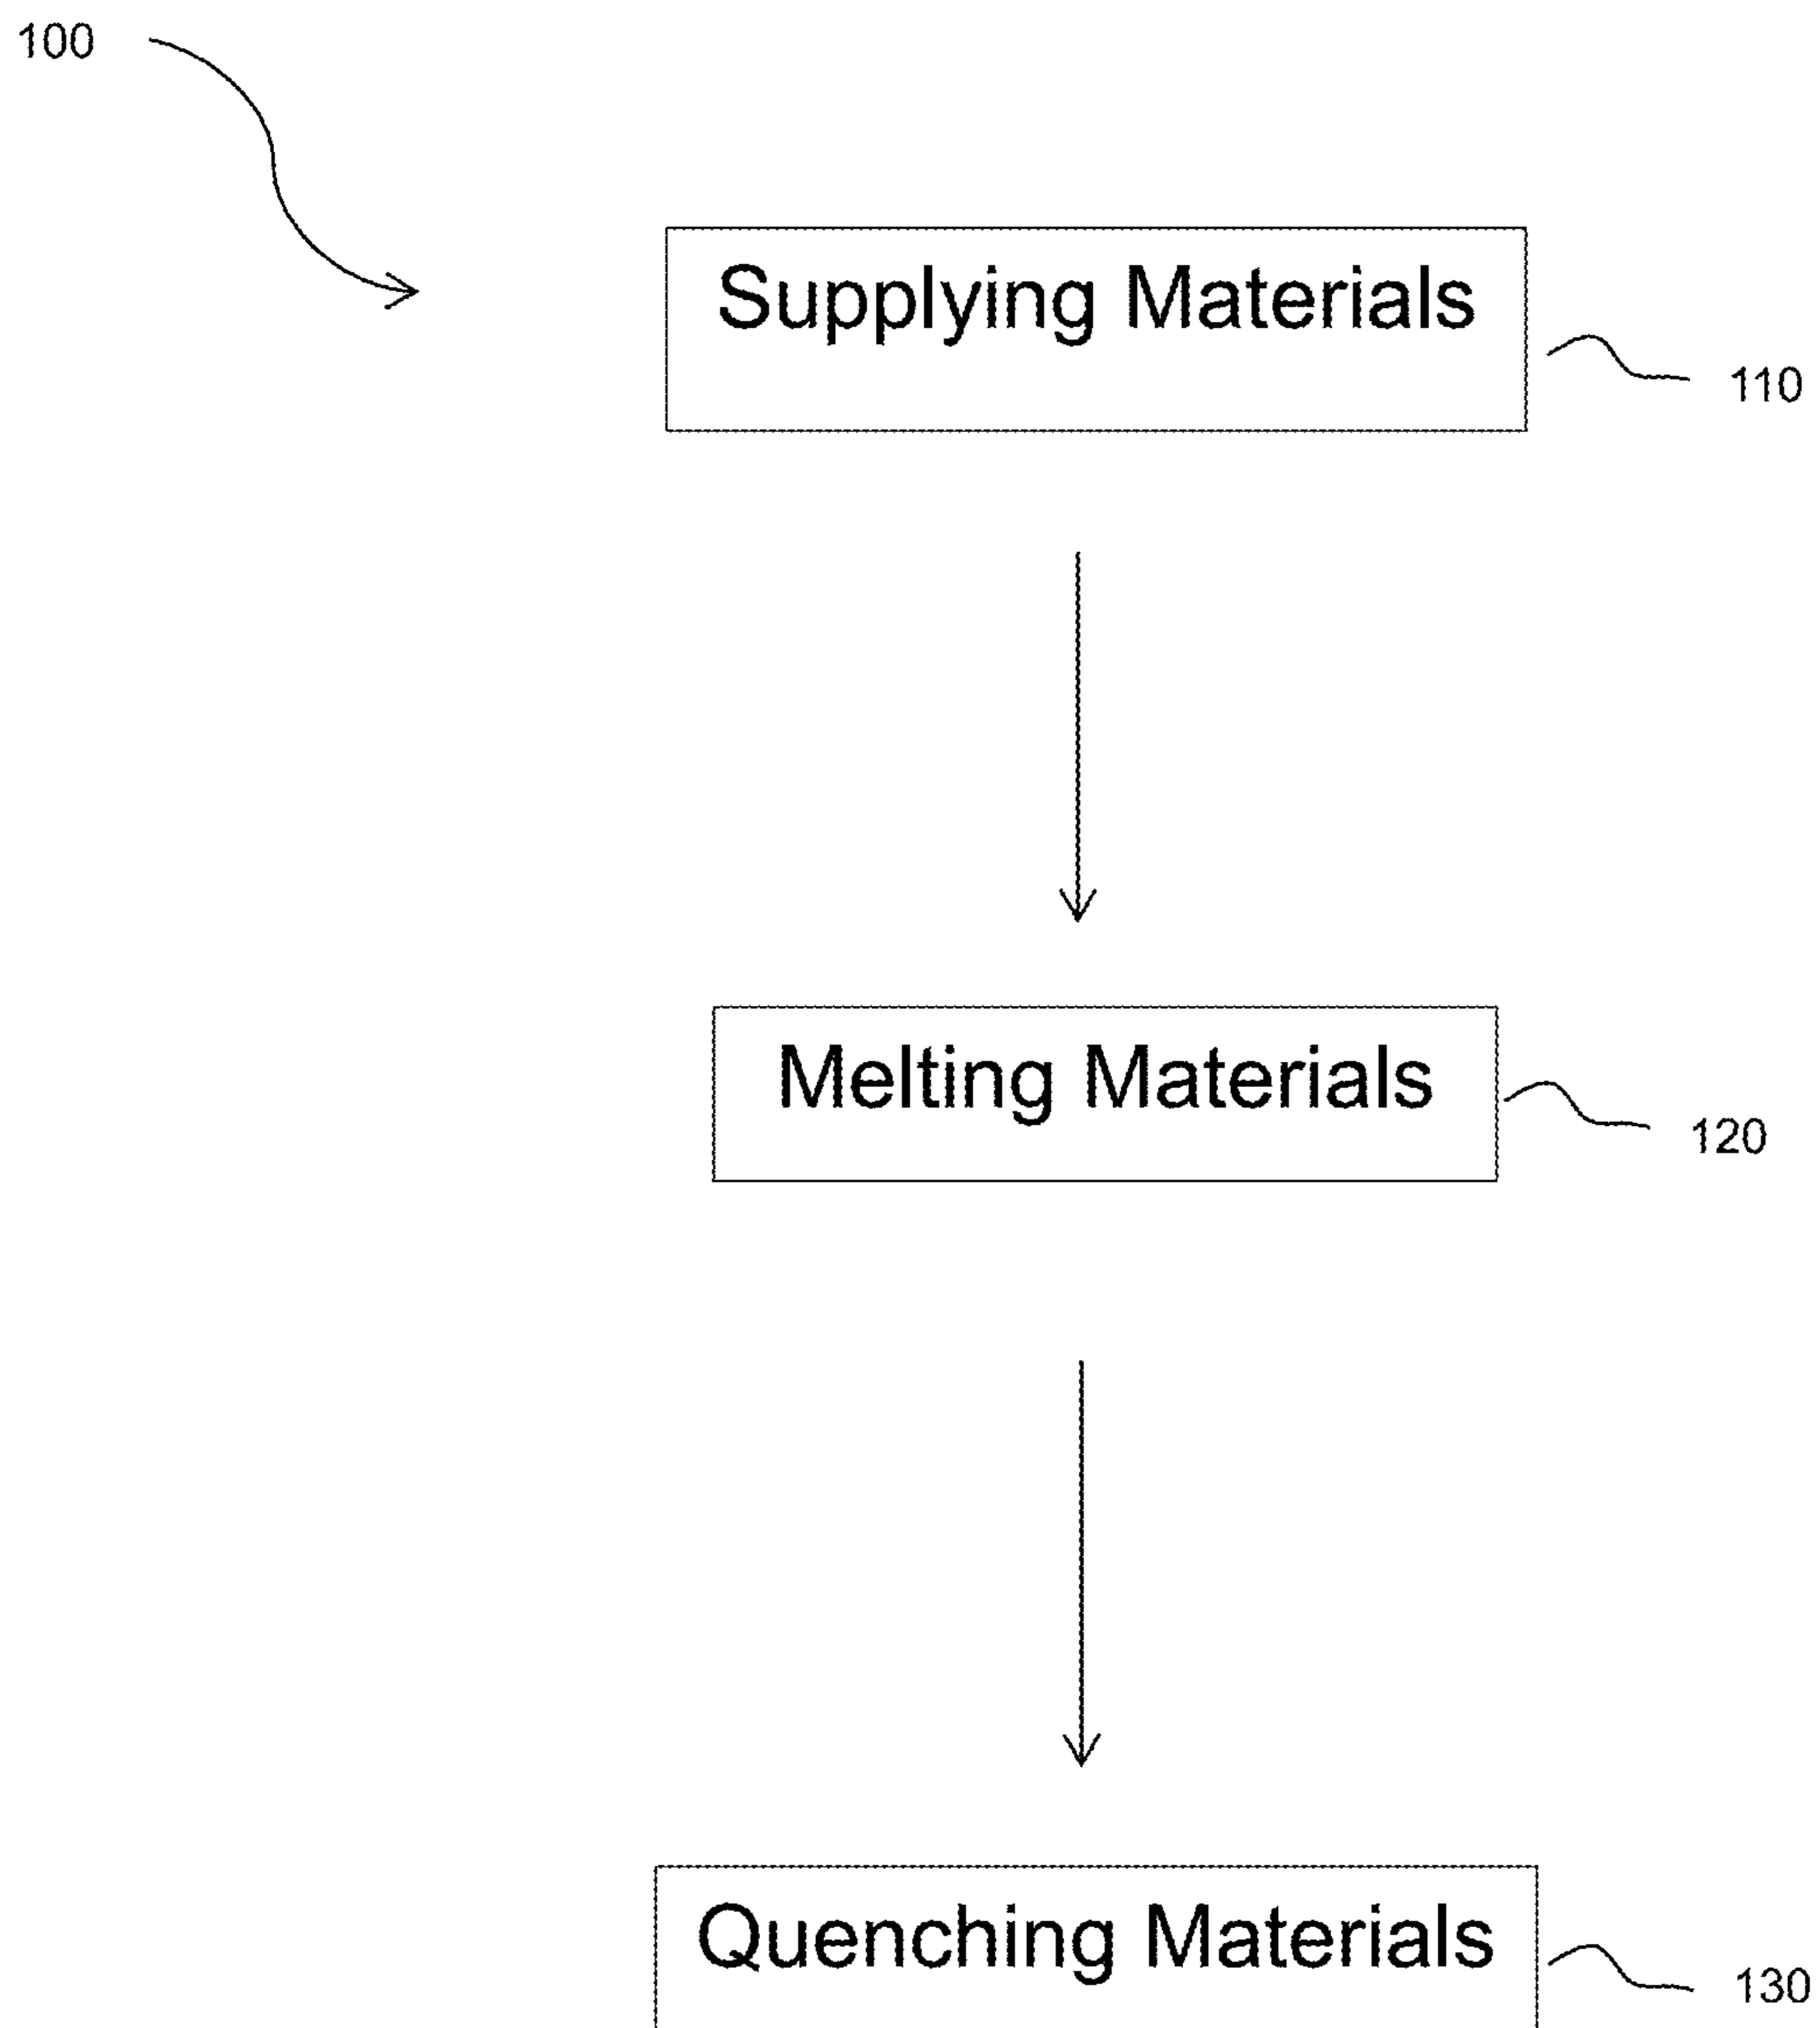 100
Supplying Materials
110
Melting Materials
120
Quenching Materials
130